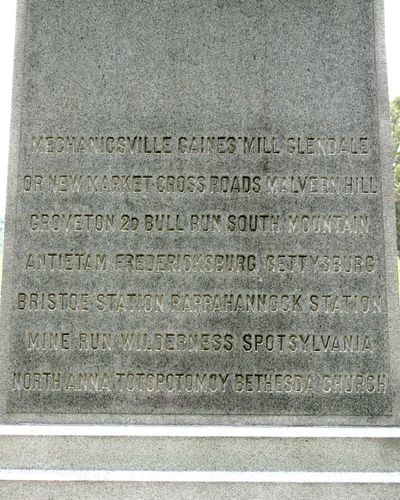 MECHANICSVILLE GAINES' MILL GLENDALE
OR NEW MARKET CROSS ROADS MALVERN HILL
GROVETON 2D BULL RUN SOUTH MOUNTAIN
ANTIETAM FREDERICKSBURG GETTYSBURG
BRISTOE STATION RAPPAHANNOCK STATION
MINE RUN WILDERNESS SPOTSYLVANIA
NORTH ANNA TOTOPOTOMOY BETHESDA CHURCH